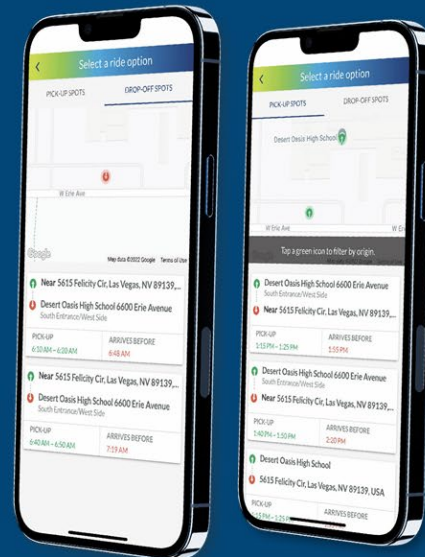 Select a ride option
PICK-UP SPOTS
DROP-OFF SPOTS
W Erie Ave
Google
Map data ©2022 Google
Terms of Use
Near 5615 Felicity Cir, Las Vegas, NV 89139,...
Desert Oasis High School 6600 Erie Avenue
South Entrance/West Side
PICK-UP
ARRIVES BEFORE
6:10 AM – 6:20 AM
6:48 AM
Near 5615 Felicity Cir, Las Vegas, NV 89139,...
Desert Oasis High School 6600 Erie Avenue
South Entrance/West Side
PICK-UP
ARRIVES BEFORE
6:40 AM – 6:50 AM
7:19 AM
Select a ride option
PICK-UP SPOTS
DROP-OFF SPOTS
Desert Oasis High School
W Erie Ave
Tap a green icon to filter by origin.
Desert Oasis High School 6600 Erie Avenue
South Entrance/West Side
Near 5615 Felicity Cir, Las Vegas, NV 89139,...
PICK-UP
ARRIVES BEFORE
1:15 PM – 1:25 PM
1:55 PM
Desert Oasis High School 6600 Erie Avenue
South Entrance/West Side
Near 5615 Felicity Cir, Las Vegas, NV 89139,...
PICK-UP
ARRIVES BEFORE
1:40 PM – 1:50 PM
2:20 PM
Desert Oasis High School
5615 Felicity Cir, Las Vegas, NV 89139, USA
PICK-UP
ARRIVES BEFORE